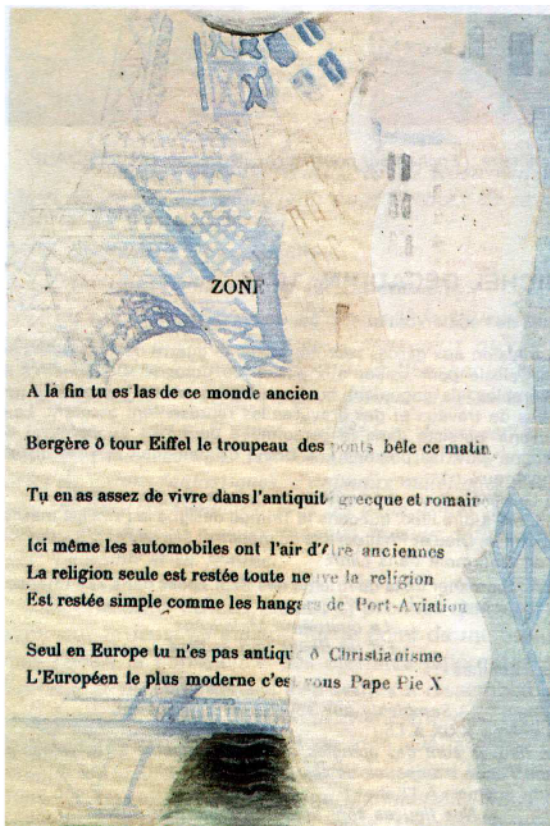 ZONE
A la fin tu es las de ce monde ancien
Bergère ô tour Eiffel le troupeau des ponts bêle ce matin
Tu en as assez de vivre dans l'antiquité grecque et romaine
Ici même les automobiles ont l'air d'être anciennes
La religion seule est restée toute neuve la religion
Est restée simple comme les hangars de Port-Aviation
Seul en Europe tu n'es pas antique ô Christianisme
L'Européen le plus moderne c'est vous Pape Pie X